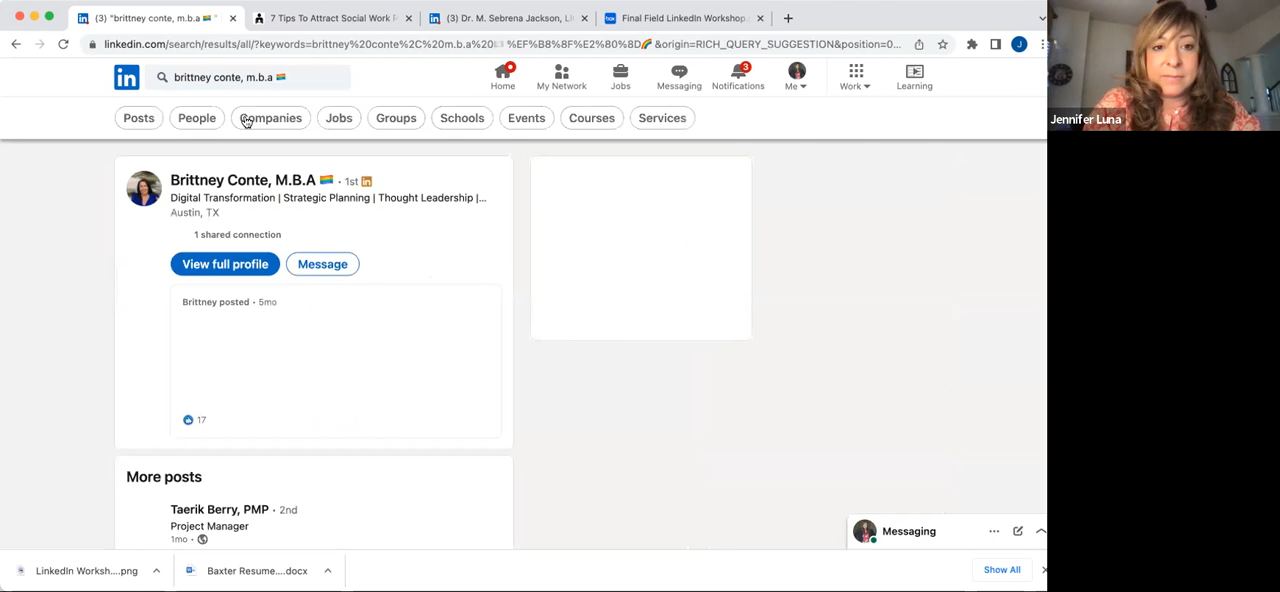 (3) "brittney conte, m.b.a
7 Tips To Attract Social Work F
(3) Dr. M. Sebrena Jackson, LI
Final Field LinkedIn Workshop
linkedin.com/search/results/all/?keywords=brittney%20conte%2C%20m.b.a%20 %EF%B8%8F%E2%80%8D &origin=RICH_QUERY_SUGGESTION&position=0...
J
in
brittney conte, m.b.a
Home
My Network
Jobs
Messaging
3
Notifications
Me
Work
Learning
Posts
People
Companies
Jobs
Groups
Schools
Events
Courses
Services
Brittney Conte, M.B.A • 1st in
Digital Transformation | Strategic Planning | Thought Leadership |...
Austin, TX
1 shared connection
View full profile
Message
Brittney posted • 5mo
17
More posts
Taerik Berry, PMP • 2nd
Project Manager
1mo •
Messaging
LinkedIn Worksh....png
Baxter Resume....docx
Show All
Jennifer Luna